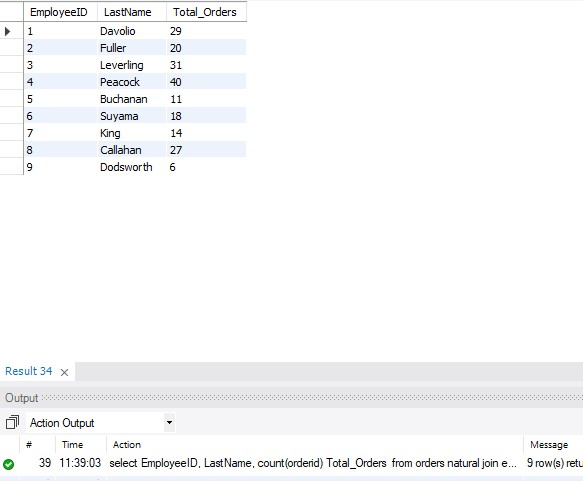 EmployeeID LastName Total_Orders
1 Davolio 29
2 Fuller 20
3 Leverling 31
4 Peacock 40
5 Buchanan 11
6 Suyama 18
7 King 14
8 Callahan 27
9 Dodsworth 6
Result 34
Output
Action Output
# Time Action Message
39 11:39:03 select EmployeeID, LastName, count(orderid) Total_Orders from orders natural join e... 9 row(s) retu